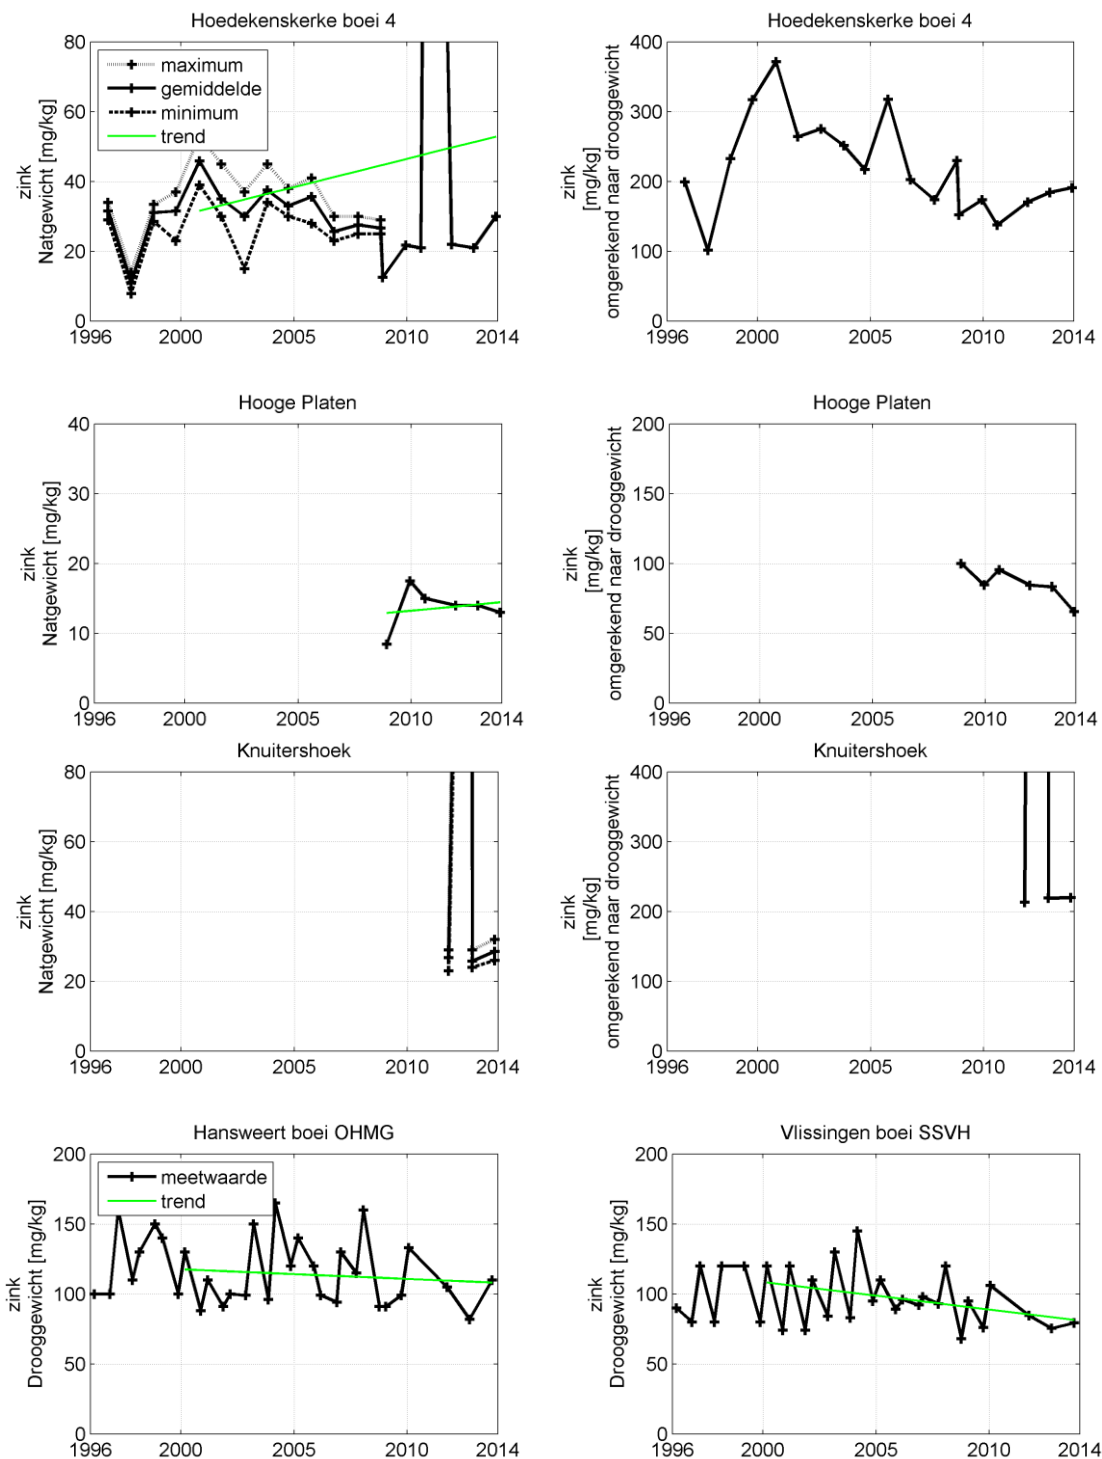 Hoedekenskerke boei 4
zink
Natgewicht [mg/kg]
80
60
40
20
0
maximum
gemiddelde
minimum
trend
1996 2000 2005 2010 2014
Hoedekenskerke boei 4
zink
[mg/kg]
omgerekend naar drooggewicht
400
300
200
100
0
1996 2000 2005 2010 2014
Hooge Platen
zink
Natgewicht [mg/kg]
40
30
20
10
0
1996 2000 2005 2010 2014
Hooge Platen
zink
[mg/kg]
omgerekend naar drooggewicht
200
150
100
50
0
1996 2000 2005 2010 2014
Knuitershoek
zink
Natgewicht [mg/kg]
80
60
40
20
0
1996 2000 2005 2010 2014
Knuitershoek
zink
[mg/kg]
omgerekend naar drooggewicht
400
300
200
100
0
1996 2000 2005 2010 2014
Hansweert boei OHMG
zink
Drooggewicht [mg/kg]
200
150
100
50
0
meetwaarde
trend
1996 2000 2005 2010 2014
Vlissingen boei SSVH
zink
Drooggewicht [mg/kg]
200
150
100
50
0
1996 2000 2005 2010 2014